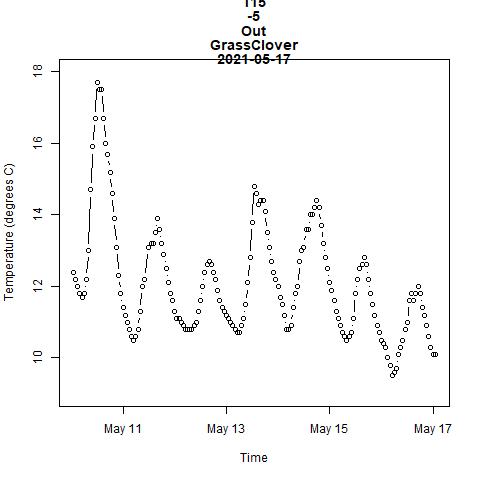 T15
-5
Out
GrassClover
2021-05-17
18
16
14
12
10
Temperature (degrees C)
May 11
May 13
May 15
May 17
Time